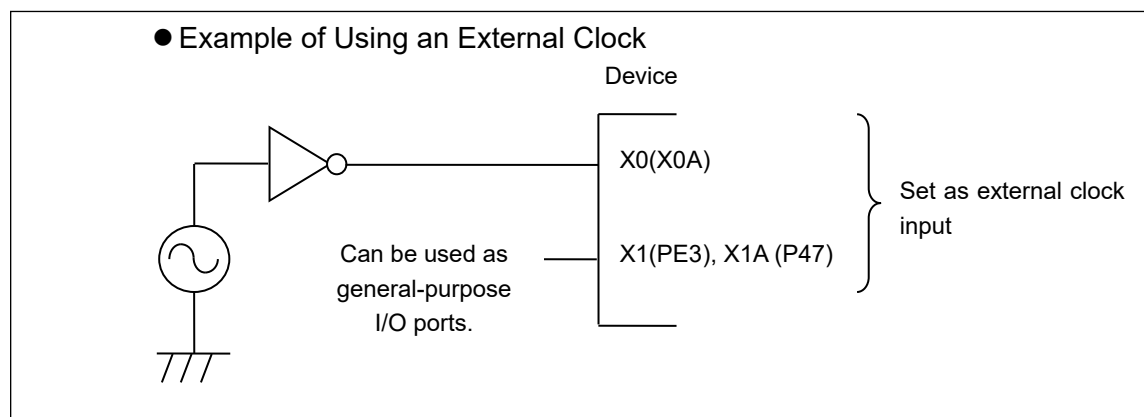 ● Example of Using an External Clock
Device
X0(X0A)
Set as external clock
input
Can be used as
general-purpose
I/O ports.
X1(PE3), X1A (P47)